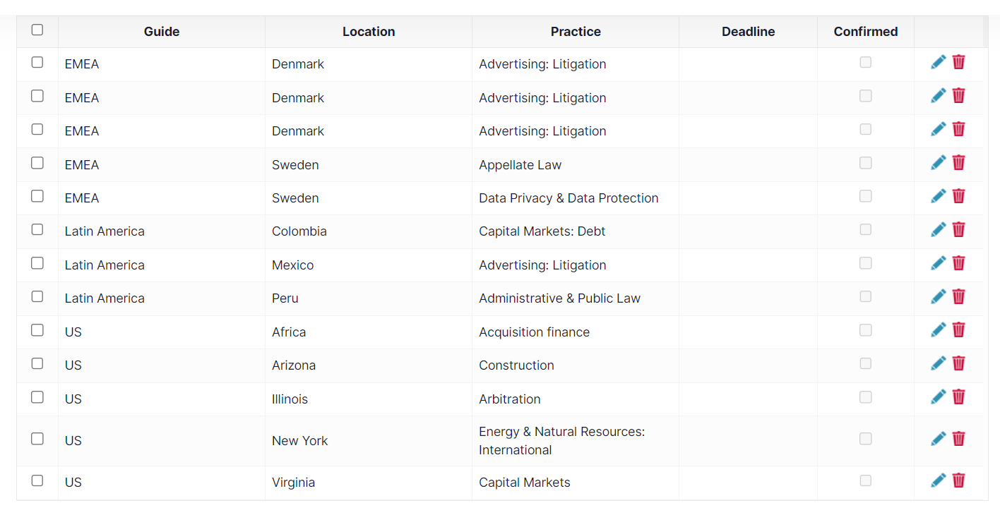 Guide Location Practice Deadline Confirmed
EMEA Denmark Advertising: Litigation
EMEA Denmark Advertising: Litigation
EMEA Denmark Advertising: Litigation
EMEA Sweden Appellate Law
EMEA Sweden Data Privacy & Data Protection
Latin America Colombia Capital Markets: Debt
Latin America Mexico Advertising: Litigation
Latin America Peru Administrative & Public Law
US Africa Acquisition finance
US Arizona Construction
US Illinois Arbitration
US New York Energy & Natural Resources:
International
US Virginia Capital Markets